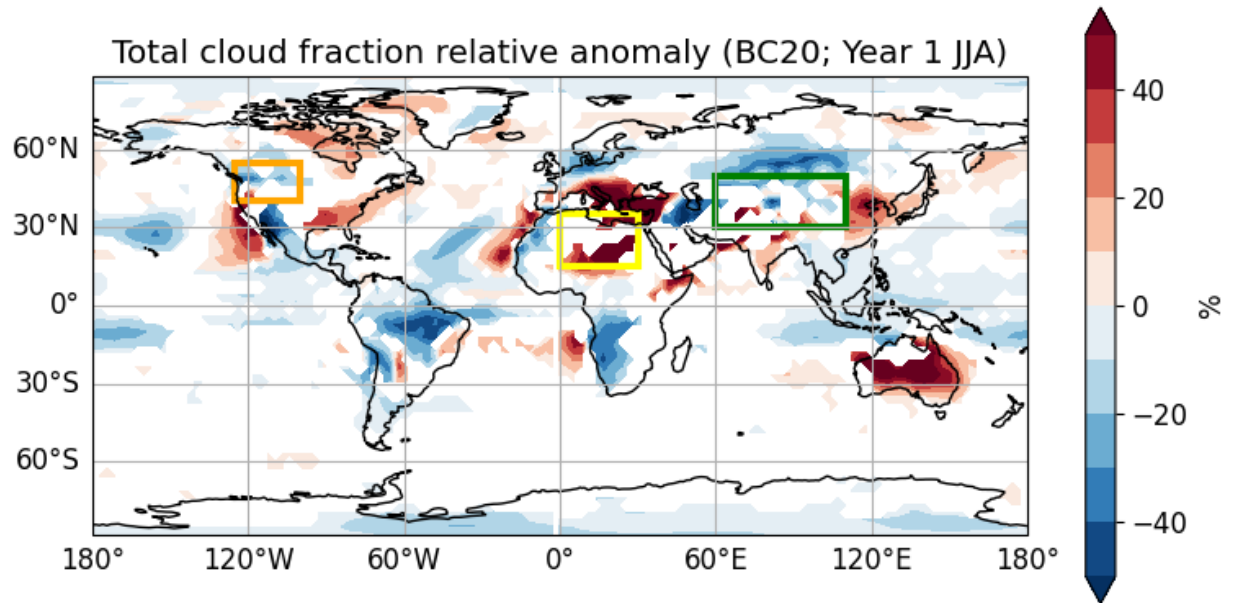 Total cloud fraction relative anomaly (BC20; Year 1 JJA)
60°N
30°N
0°
30°S
60°S
180° 120°W 60°W 0° 60°E 120°E 180°
40
20
0
−20
−40
%